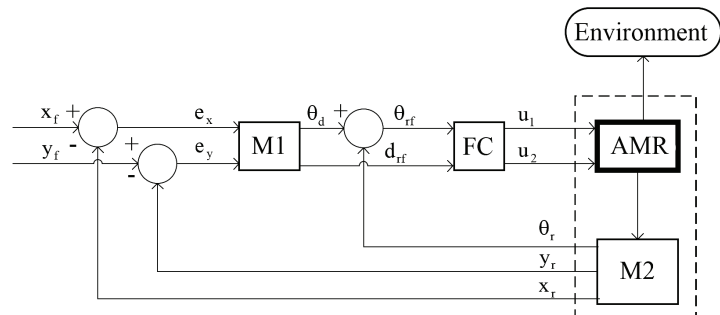 Environment
x_f + - e_x
y_f + - e_y
M1
θ_d + θ_rf
d_rf
FC
u_1
u_2
AMR
θ_r
y_r
x_r
M2